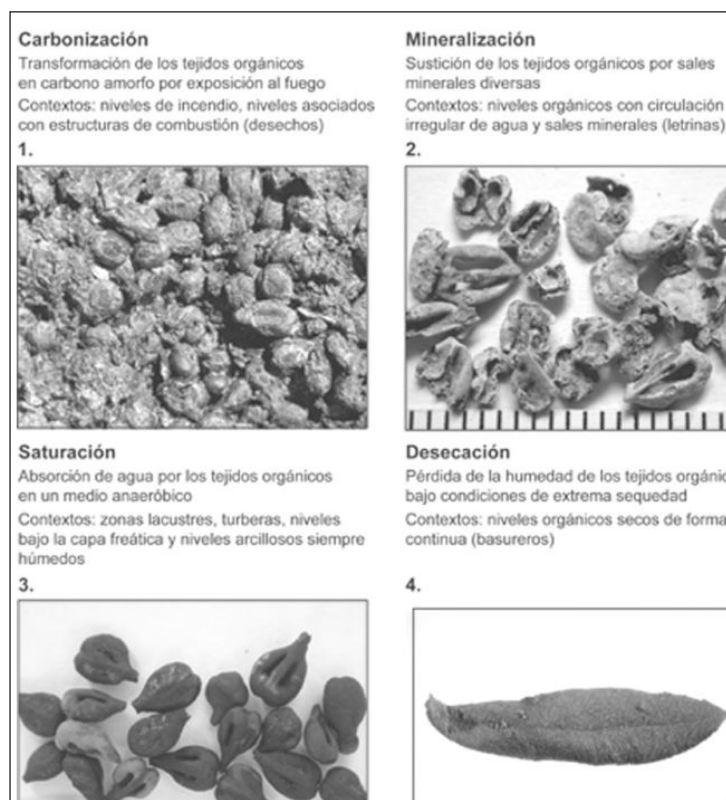 Carbonización
Transformación de los tejidos orgánicos
en carbono amorfo por exposición al fuego
Contextos: niveles de incendio, niveles asociados
con estructuras de combustión (desechos)
1.
Mineralización
Sustición de los tejidos orgánicos por sales
minerales diversas
Contextos: niveles orgánicos con circulación
irregular de agua y sales minerales (letrinas)
2.
Saturación
Absorción de agua por los tejidos orgánicos
en un medio anaeróbico
Contextos: zonas lacustres, turberas, niveles
bajo la capa freática y niveles arcillosos siempre
húmedos
3.
Desecación
Pérdida de la humedad de los tejidos
bajo condiciones de extrema sequedad
Contextos: niveles orgánicos secos de forma
continua (basureros)
4.